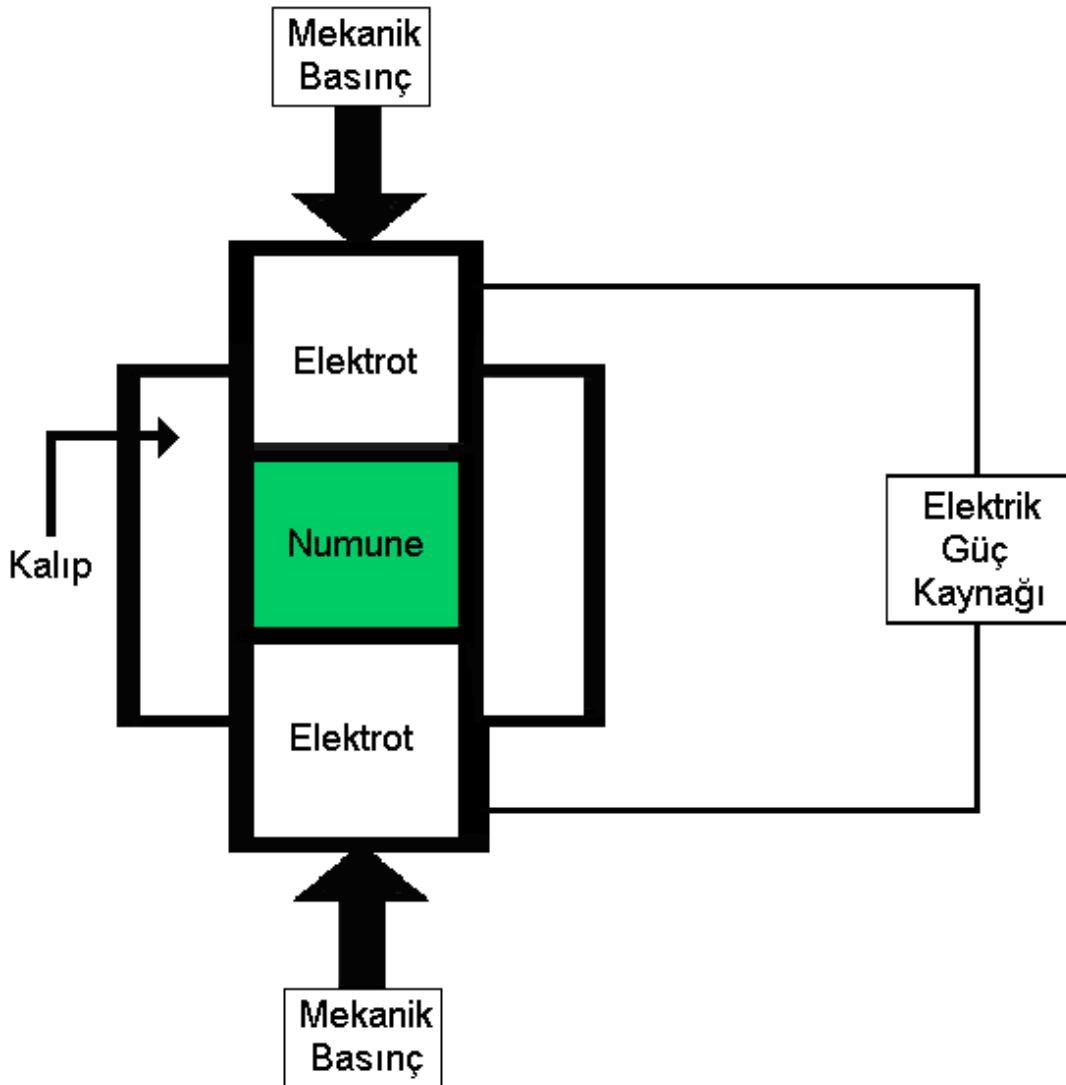 Mekanik
Basınç
Elektrot
Numune
Kalıp
Elektrik
Güç
Kaynağı
Elektrot
Mekanik
Basınç